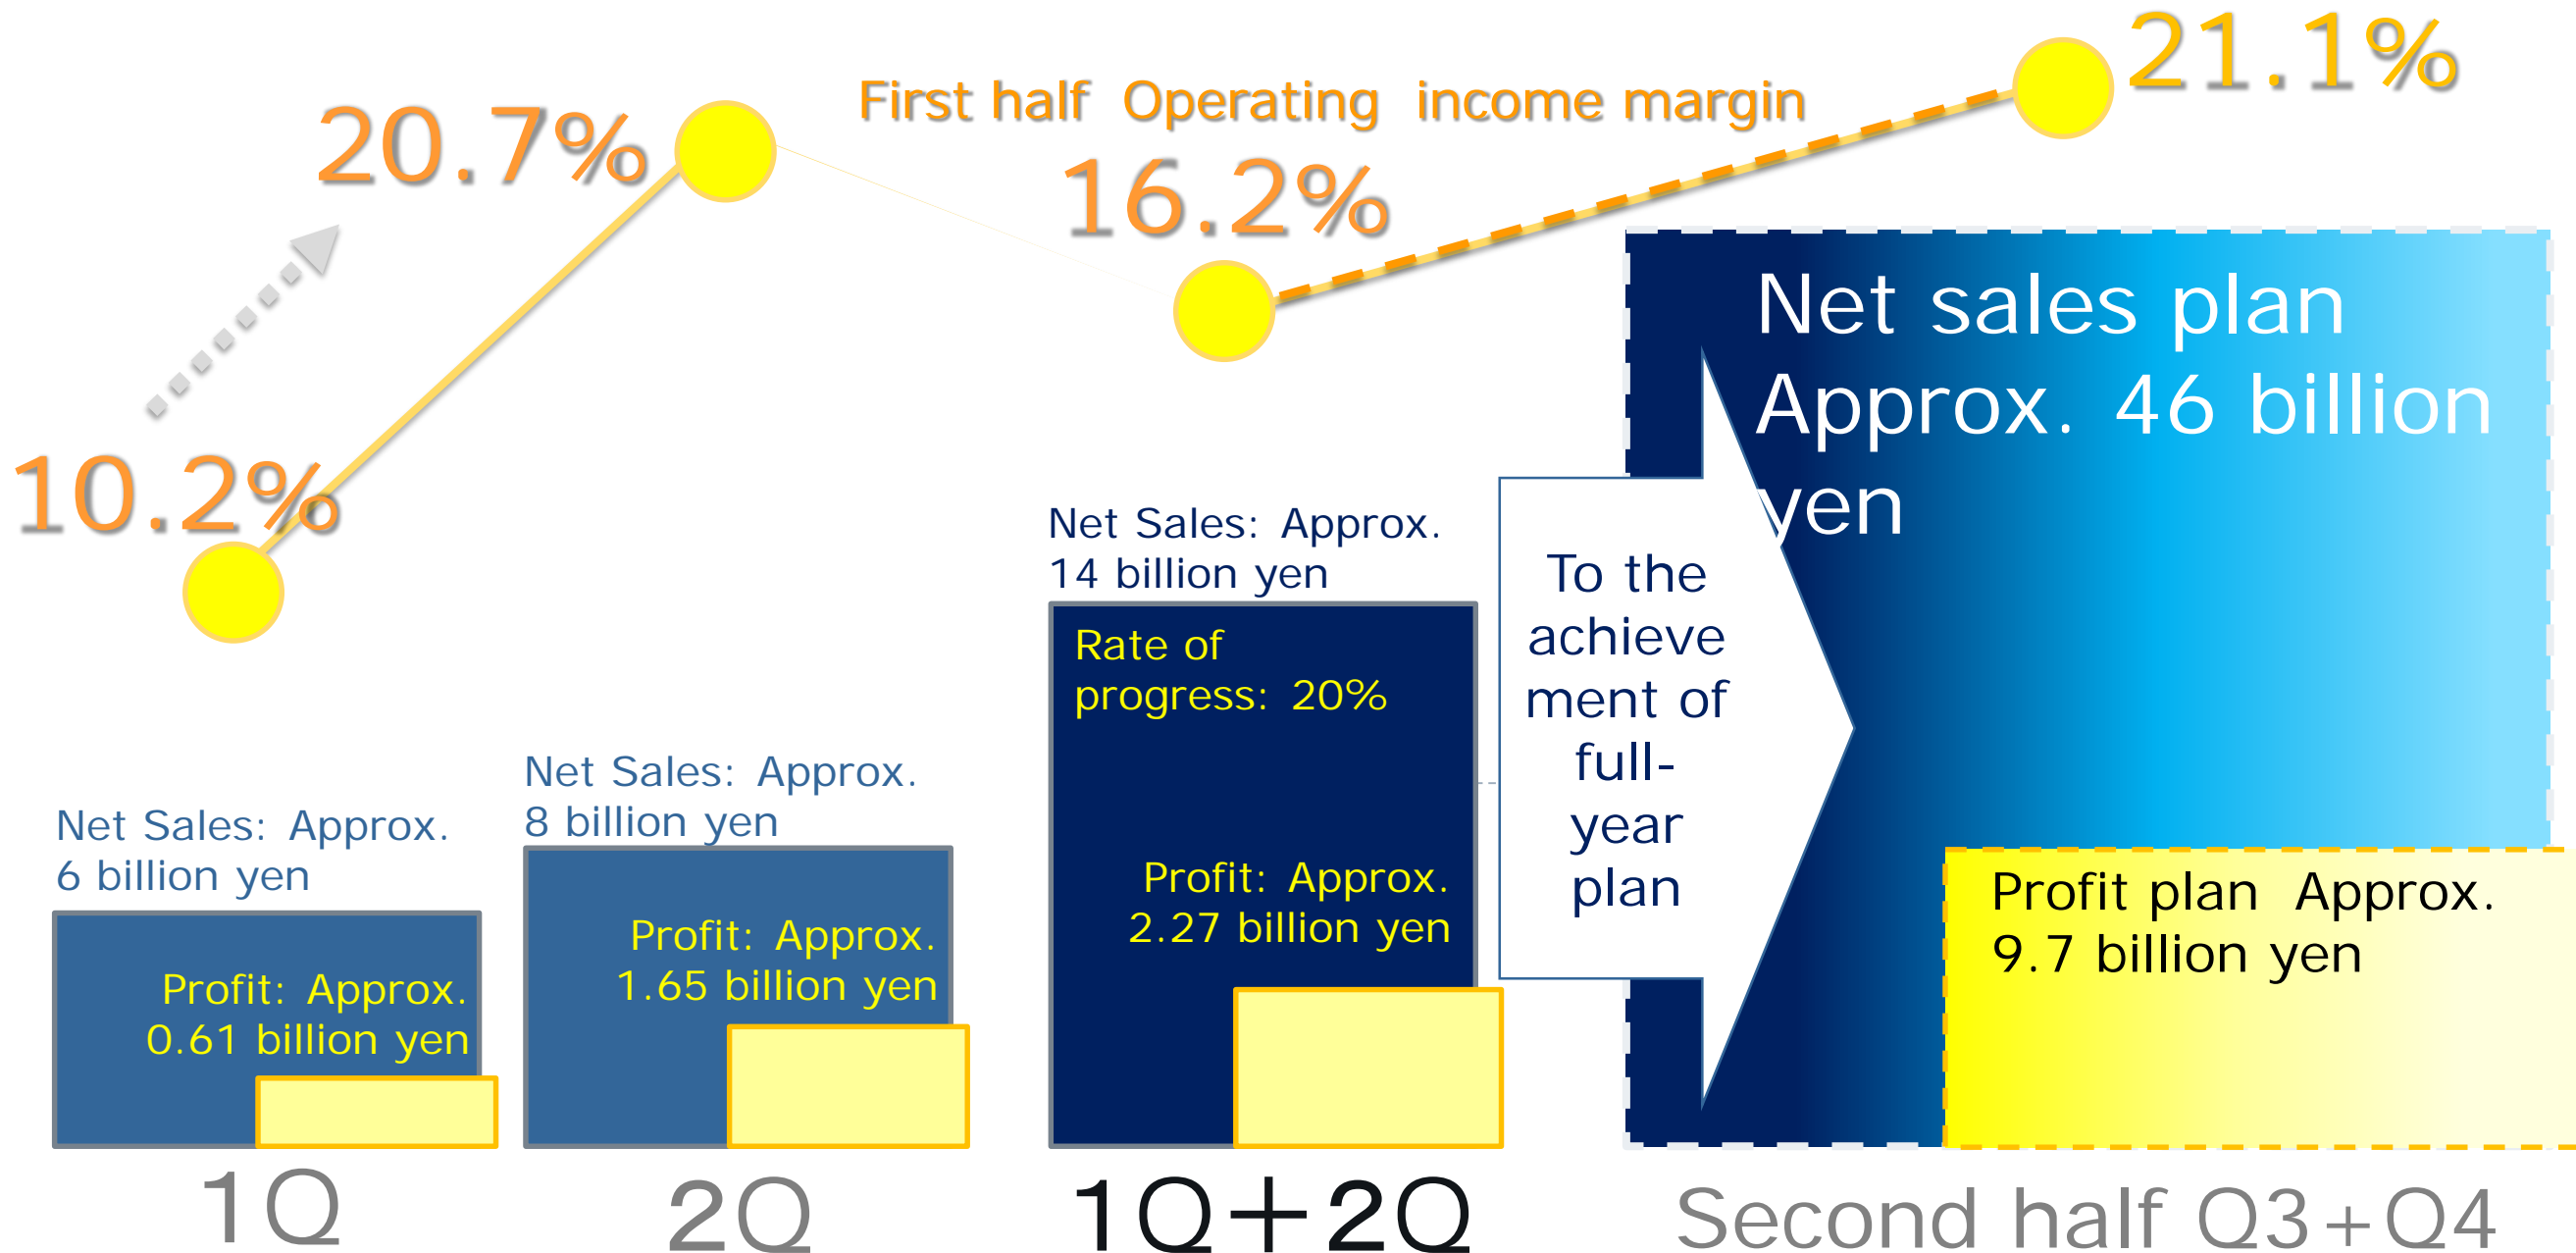 21.1%
First half Operating income margin
20.7%
16.2%
10.2%
Net sales plan
Approx. 46 billion
yen
Net Sales: Approx.
14 billion yen
Rate of
progress: 20%
Profit: Approx.
2.27 billion yen
To the
achieve
ment of
full-
year
plan
Net Sales: Approx.
8 billion yen
Profit: Approx.
1.65 billion yen
Net Sales: Approx.
6 billion yen
Profit: Approx.
0.61 billion yen
Profit plan Approx.
9.7 billion yen
1Q
2Q
1Q+2Q
Second half Q3+Q4